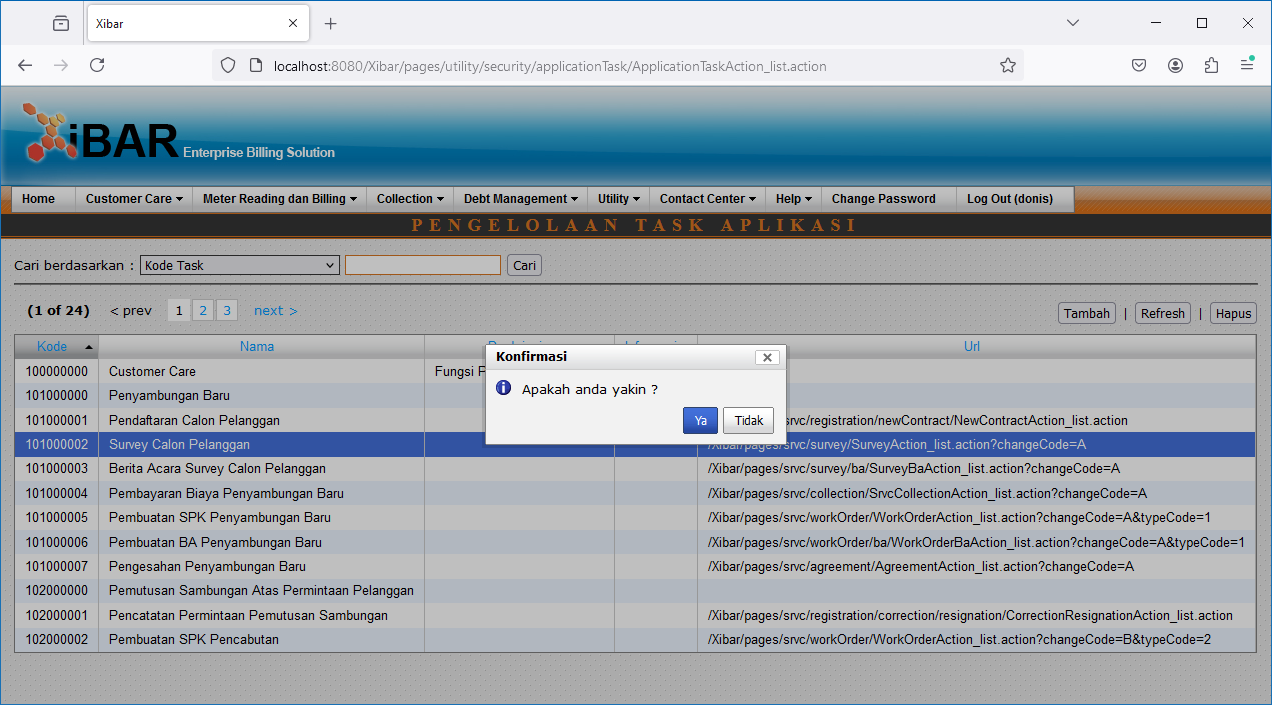 Xibar
localhost:8080/Xibar/pages/utility/security/applicationTask/ApplicationTaskAction_list.action
iBAR Enterprise Billing Solution
Home Customer Care Meter Reading dan Billing Collection Debt Management Utility Contact Center Help Change Password Log Out (donis)
PENGELOLAAN TASK APLIKASI
Cari berdasarkan : Kode Task Cari
(1 of 24) < prev 1 2 3 next > Tambah | Refresh | Hapus
Kode Nama Url
Konfirmasi
Apakah anda yakin ?
Ya Tidak
100000000 Customer Care Fungsi
101000000 Penyambungan Baru
101000001 Pendaftaran Calon Pelanggan srvc/registration/newContract/NewContractAction_list.action
101000002 Survey Calon Pelanggan /Xibar/pages/srvc/survey/SurveyAction_list.action?changeCode=A
101000003 Berita Acara Survey Calon Pelanggan /Xibar/pages/srvc/survey/ba/SurveyBaAction_list.action?changeCode=A
101000004 Pembayaran Biaya Penyambungan Baru /Xibar/pages/srvc/collection/SrvcCollectionAction_list.action?changeCode=A
101000005 Pembuatan SPK Penyambungan Baru /Xibar/pages/srvc/workOrder/WorkOrderAction_list.action?changeCode=A&typeCode=1
101000006 Pembuatan BA Penyambungan Baru /Xibar/pages/srvc/workOrder/ba/WorkOrderBaAction_list.action?changeCode=A&typeCode=1
101000007 Pengesahan Penyambungan Baru /Xibar/pages/srvc/agreement/AgreementAction_list.action?changeCode=A
102000000 Pemutusan Sambungan Atas Permintaan Pelanggan
102000001 Pencatatan Permintaan Pemutusan Sambungan /Xibar/pages/srvc/registration/correction/resignation/CorrectionResignationAction_list.action
102000002 Pembuatan SPK Pencabutan /Xibar/pages/srvc/workOrder/WorkOrderAction_list.action?changeCode=B&typeCode=2